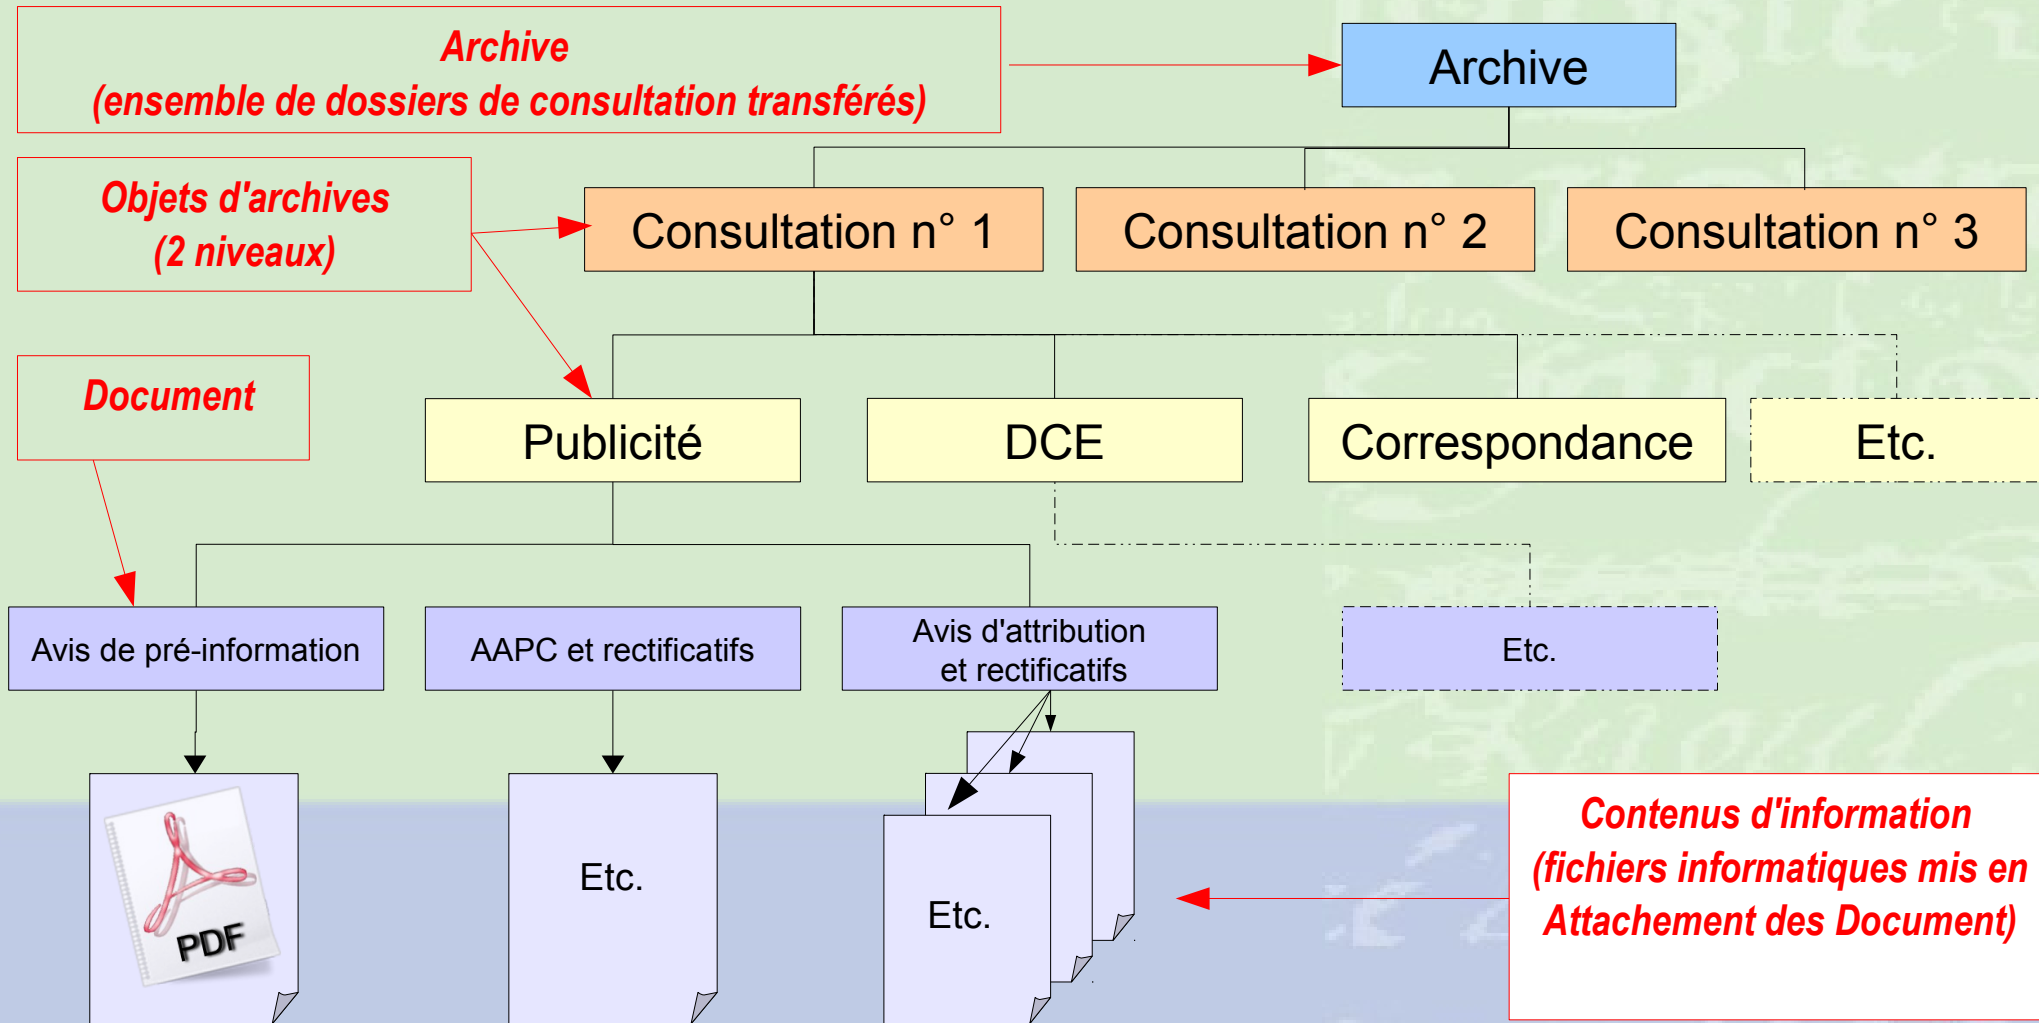 Archive
(ensemble de dossiers de consultation transférés)
Archive
Objets d'archives
(2 niveaux)
Consultation n° 1
Consultation n° 2
Consultation n° 3
Document
Publicité
DCE
Correspondance
Etc.
Avis de pré-information
AAPC et rectificatifs
Avis d'attribution
et rectificatifs
Etc.
PDF
Etc.
Etc.
Contenus d'information
(fichiers informatiques mis en
Attachement des Document)